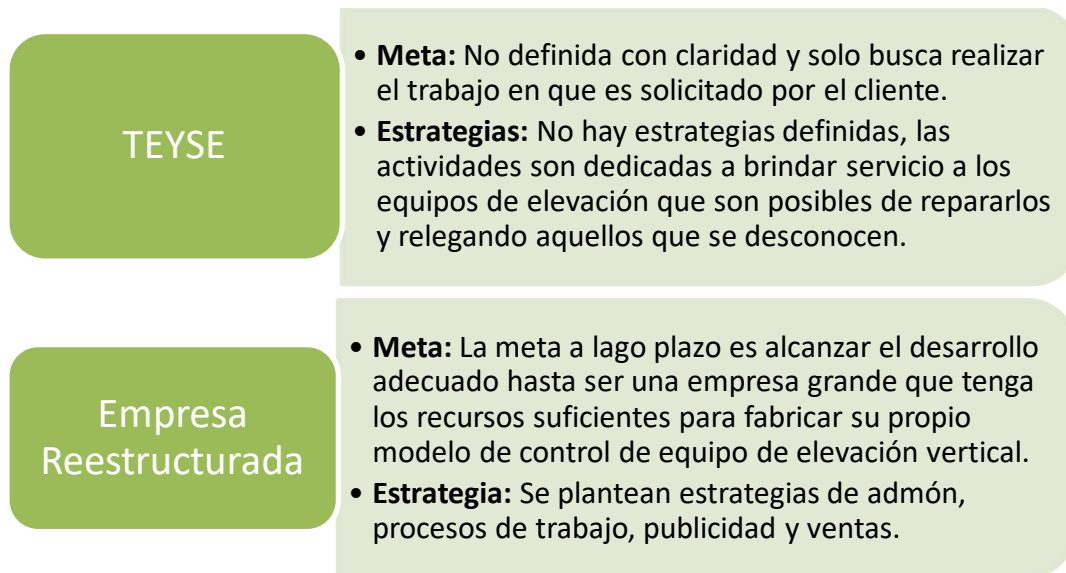 TEYSE
• Meta: No definida con claridad y solo busca realizar
el trabajo en que es solicitado por el cliente.
• Estrategias: No hay estrategias definidas, las
actividades son dedicadas a brindar servicio a los
equipos de elevación que son posibles de repararlos
y relegando aquellos que se desconocen.
Empresa
Reestructurada
• Meta: La meta a lago plazo es alcanzar el desarrollo
adecuado hasta ser una empresa grande que tenga
los recursos suficientes para fabricar su propio
modelo de control de equipo de elevación vertical.
• Estrategia: Se plantean estrategias de admón,
procesos de trabajo, publicidad y ventas.